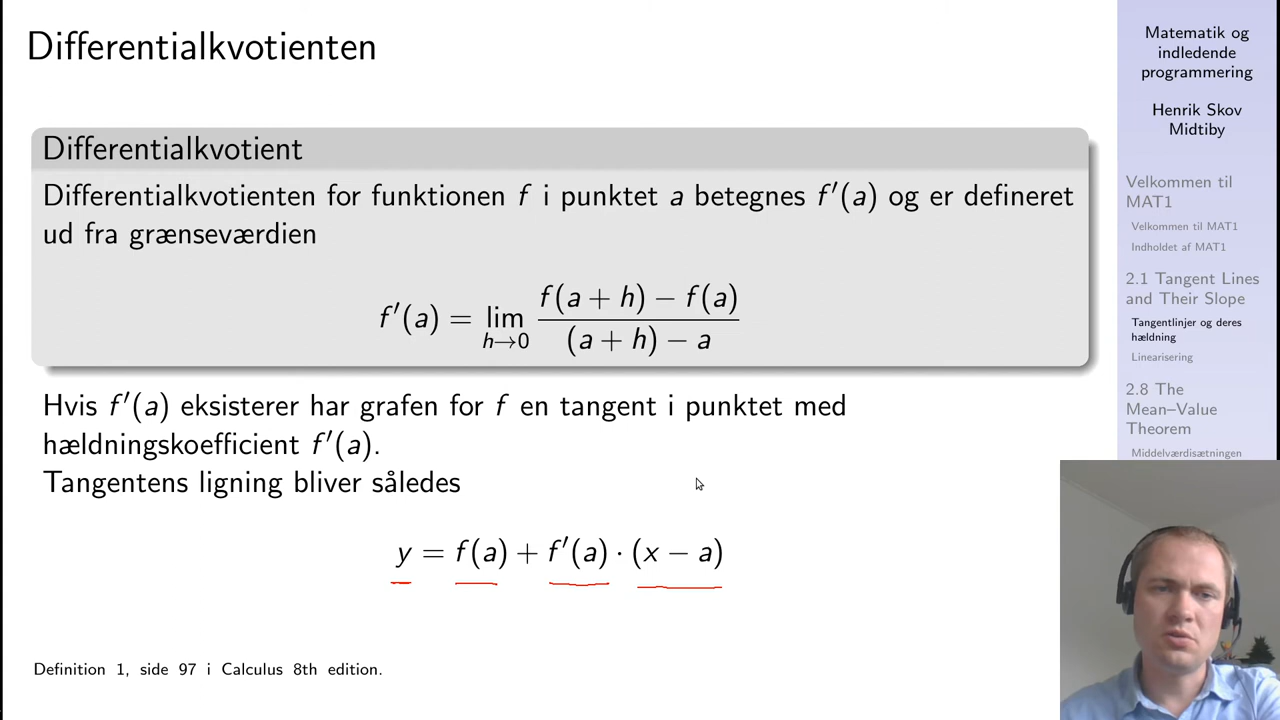 Differentialkvotienten
Differentialkvotient
Differentialkvotienten for funktionen f i punktet a betegnes f′(a) og er defineret
ud fra grænseværdien
f′(a) = lim_{h→0} \frac{f(a + h) − f(a)}{(a + h) − a}
Hvis f′(a) eksisterer har grafen for f en tangent i punktet med
hældningskoefficient f′(a).
Tangentens ligning bliver således
y = f(a) + f′(a) · (x − a)
Definition 1, side 97 i Calculus 8th edition.
Matematik og
indledende
programmering
Henrik Skov
Midtiby
Velkommen til
MAT1
Velkommen til MAT1
Indholdet af MAT1
2.1 Tangent Lines
and Their Slope
Tangentlinjer og deres
hældning
Linearisering
2.8 The
Mean–Value
Theorem
Middelværdisætningen